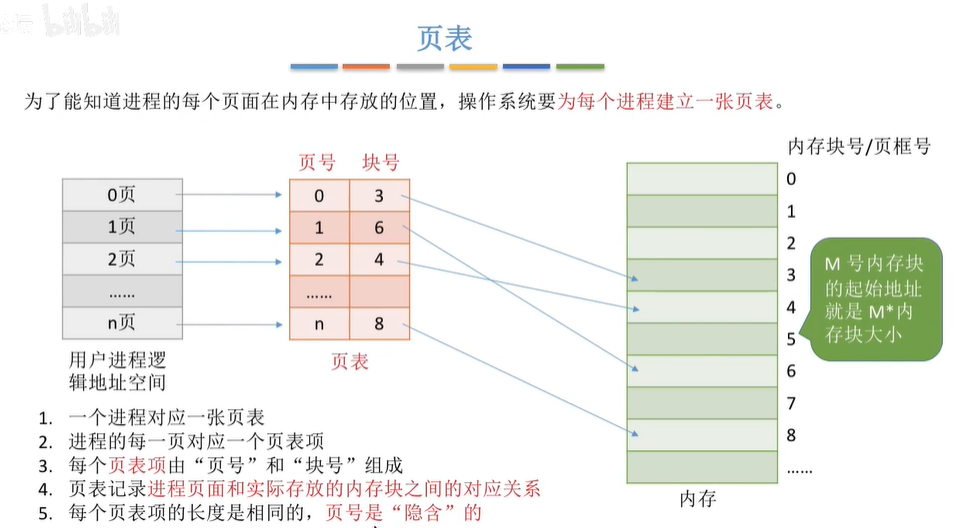 bilibili
页表
为了能知道进程的每个页面在内存中存放的位置，操作系统要为每个进程建立一张页表。
内存块号/页框号
页号 块号
0页
1页
2页
……
n页
0 3
1 6
2 4
……
n 8
0
1
2
3
4
5
6
7
8
……
M 号内存块
的起始地址
就是 M*内
存块大小
用户进程逻
辑地址空间
页表
内存
1. 一个进程对应一张页表
2. 进程的每一页对应一个页表项
3. 每个页表项由“页号”和“块号”组成
4. 页表记录进程页面和实际存放的内存块之间的对应关系
5. 每个页表项的长度是相同的，页号是“隐含”的